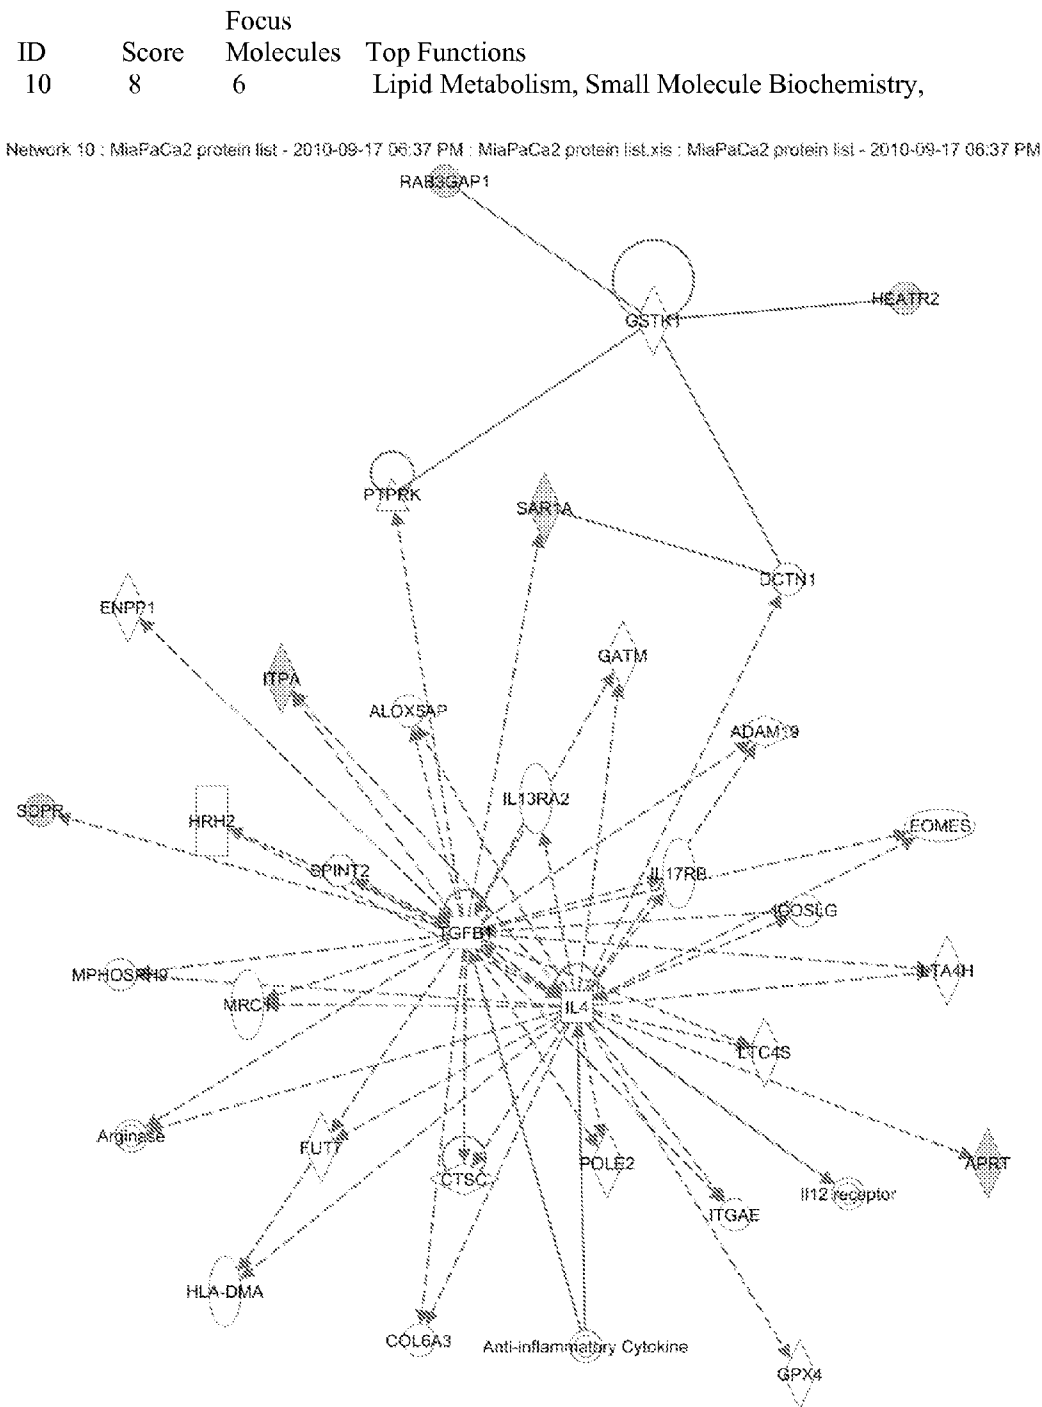 Focus
ID Score Molecules Top Functions
10 8 6 Lipid Metabolism, Small Molecule Biochemistry,
Network 10 : MiaPaCa2 protein list - 2010-09-17 06:37 PM : MiaPaCa2 protein list.xls : MiaPaCa2 protein list - 2010-09-17 06:37 PM
RAB3GAP1
HEATR2
GSTK1
PTPRK
SAR1A
DCTN1
ENPP1
GATM
ITPA
ALOX5AP
ADAM19
IL13RA2
SDPR
HRH2
EOMES
SPINT2
IL17RB
ICOSLG
TGFB1
MPHOSPH9
LTA4H
MRC1
IL4
LTC4S
Arginase
FUT7
CTSC
POLE2
APRT
Il12 receptor
ITGAE
HLA-DMA
COL6A3
Anti-inflammatory Cytokine
GPX4